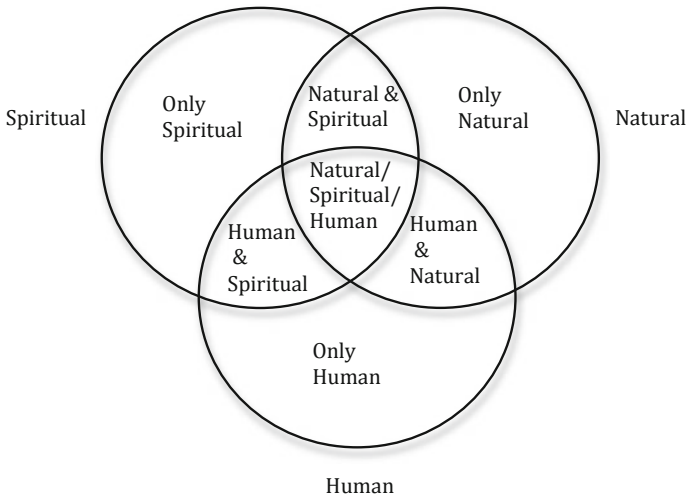 Spiritual
Only
Spiritual
Natural &
Spiritual
Only
Natural
Natural
Natural/
Spiritual/
Human
Human
&
Spiritual
Human
&
Natural
Only
Human
Human